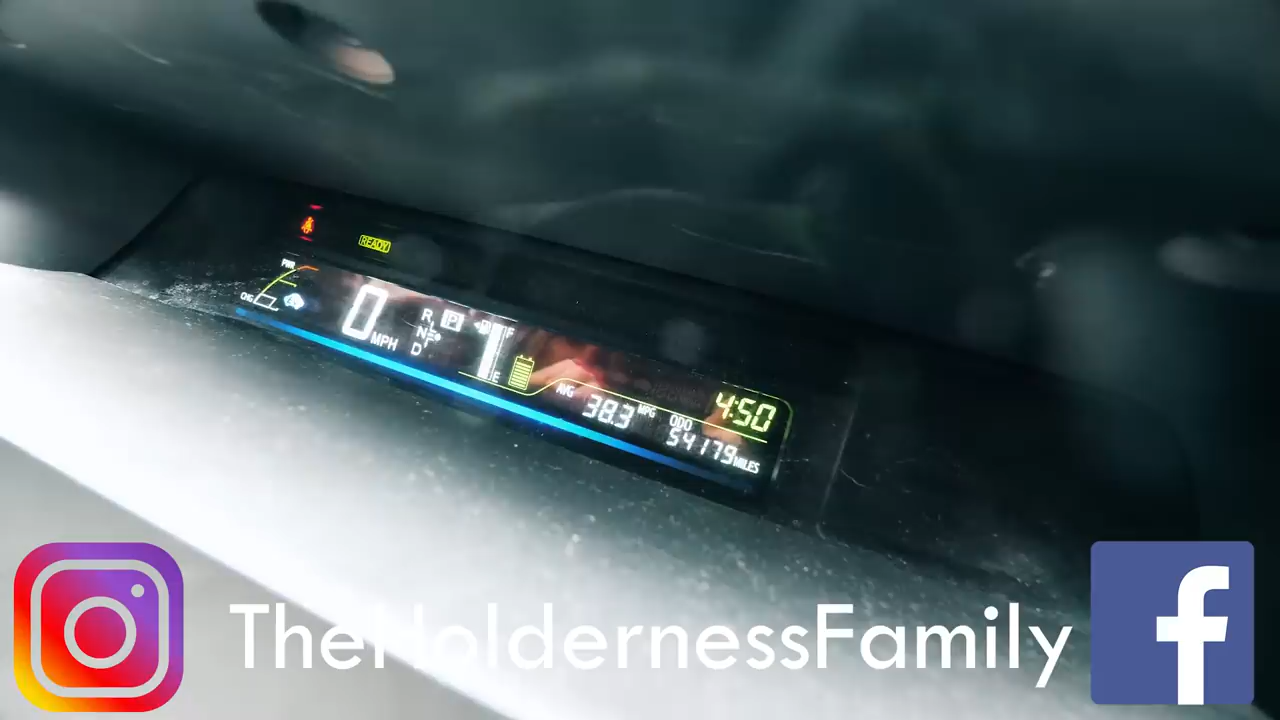 READY
PWR
CHG
0 MPH
R P
N
D
F
E
AVG 38.3 MPG
4:50
ODO
54179 MILES
TheHoldernessFamily
f